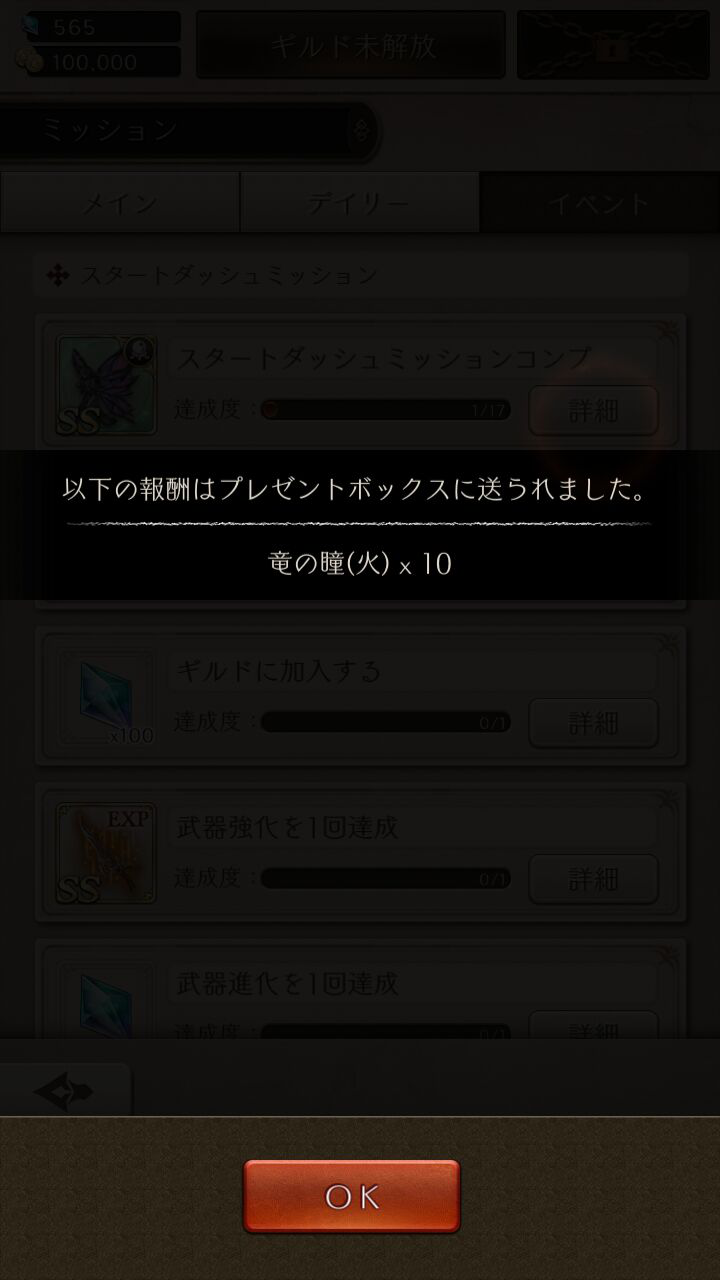 565
100,000
ギルド未解放
ミッション
メイン
デイリー
イベント
スタートダッシュミッション
スタートダッシュミッションコンプ
SS
達成度：
1/17
詳細
以下の報酬はプレゼントボックスに送られました。
竜の瞳(火) x 10
ギルドに加入する
x100
達成度：
0/1
詳細
武器強化を1回達成
EXP
SS
達成度：
0/1
詳細
武器進化を1回達成
達成度：
0/1
詳細
OK